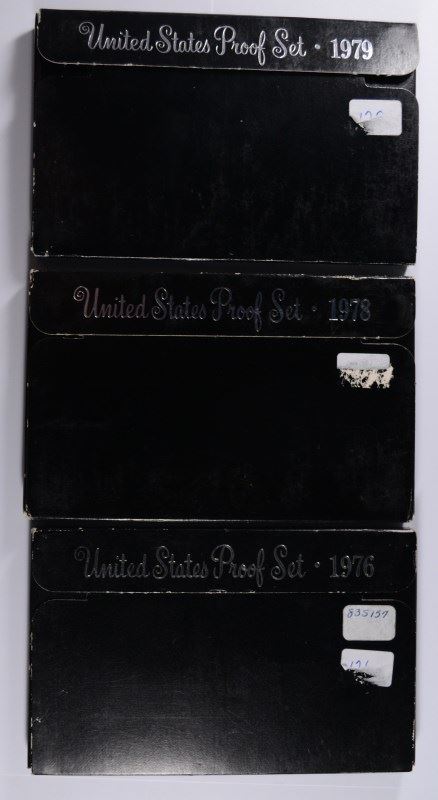 United States Proof Set · 1979
United States Proof Set · 1978
United States Proof Set · 1976
835157